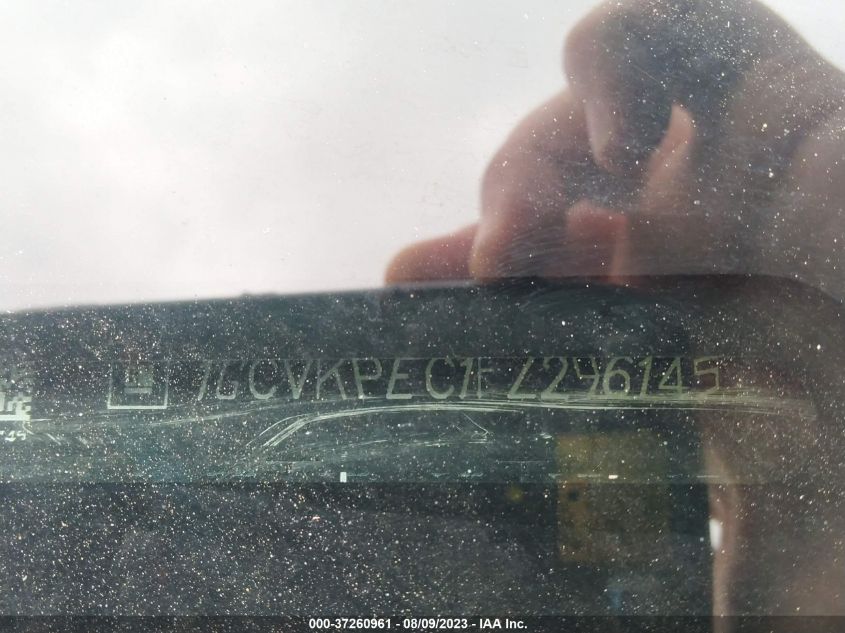 1GCVKPEC1FZ296145
000-37260961 - 08/09/2023 - IAA Inc.